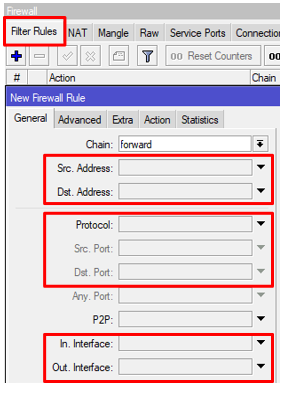 Firewall
Filter Rules NAT Mangle Raw Service Ports Connection
00 Reset Counters 00
# Action Chain
New Firewall Rule
General Advanced Extra Action Statistics
Chain: forward
Src. Address:
Dst. Address:
Protocol:
Src. Port:
Dst. Port:
Any. Port:
P2P:
In. Interface:
Out. Interface: